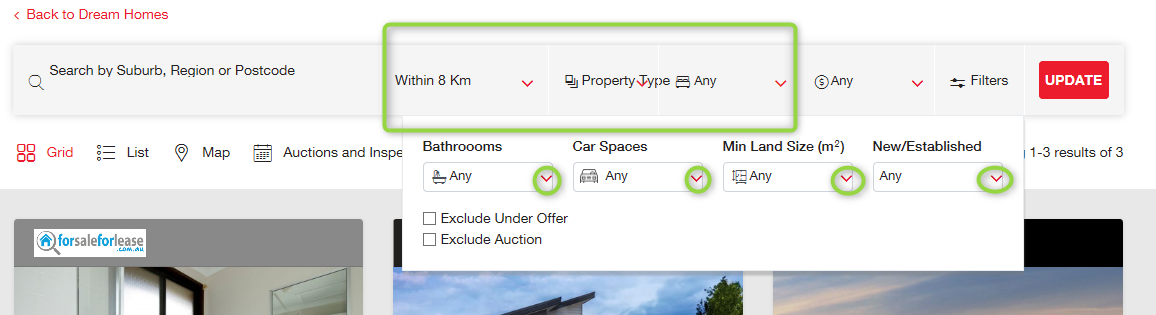 Back to Dream Homes
Search by Suburb, Region or Postcode
Within 8 Km
Property Type
Any
Any
Filters
UPDATE
Grid
List
Map
Auctions and Inspe
1-3 results of 3
Bathrooms
Car Spaces
Min Land Size (m²)
New/Established
Any
Any
Any
Any
Exclude Under Offer
Exclude Auction
forsaleforlease
.com.au